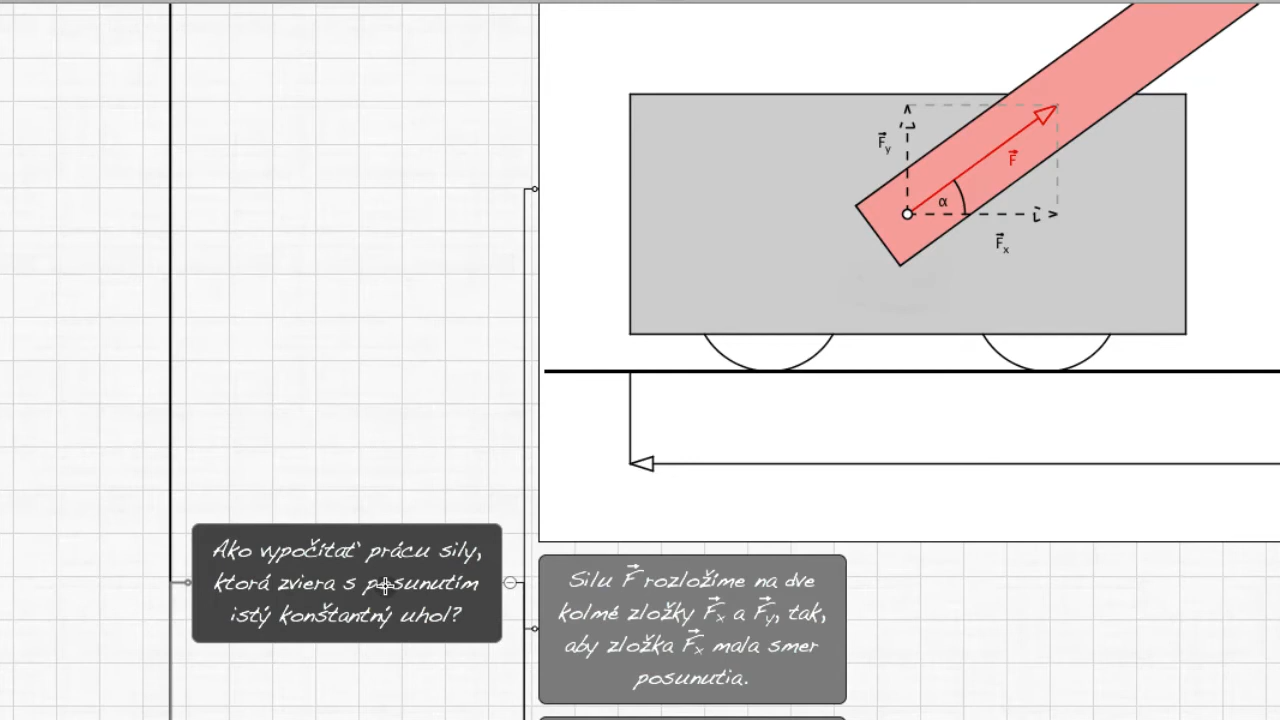 F⃗y
F⃗
α
F⃗x
Ako vypočítať prácu sily,
ktorá zviera s posunutím
istý konštantný uhol?
Silu F⃗ rozložíme na dve
kolmé zložky F⃗x a F⃗y, tak,
aby zložka F⃗x mala smer
posunutia.